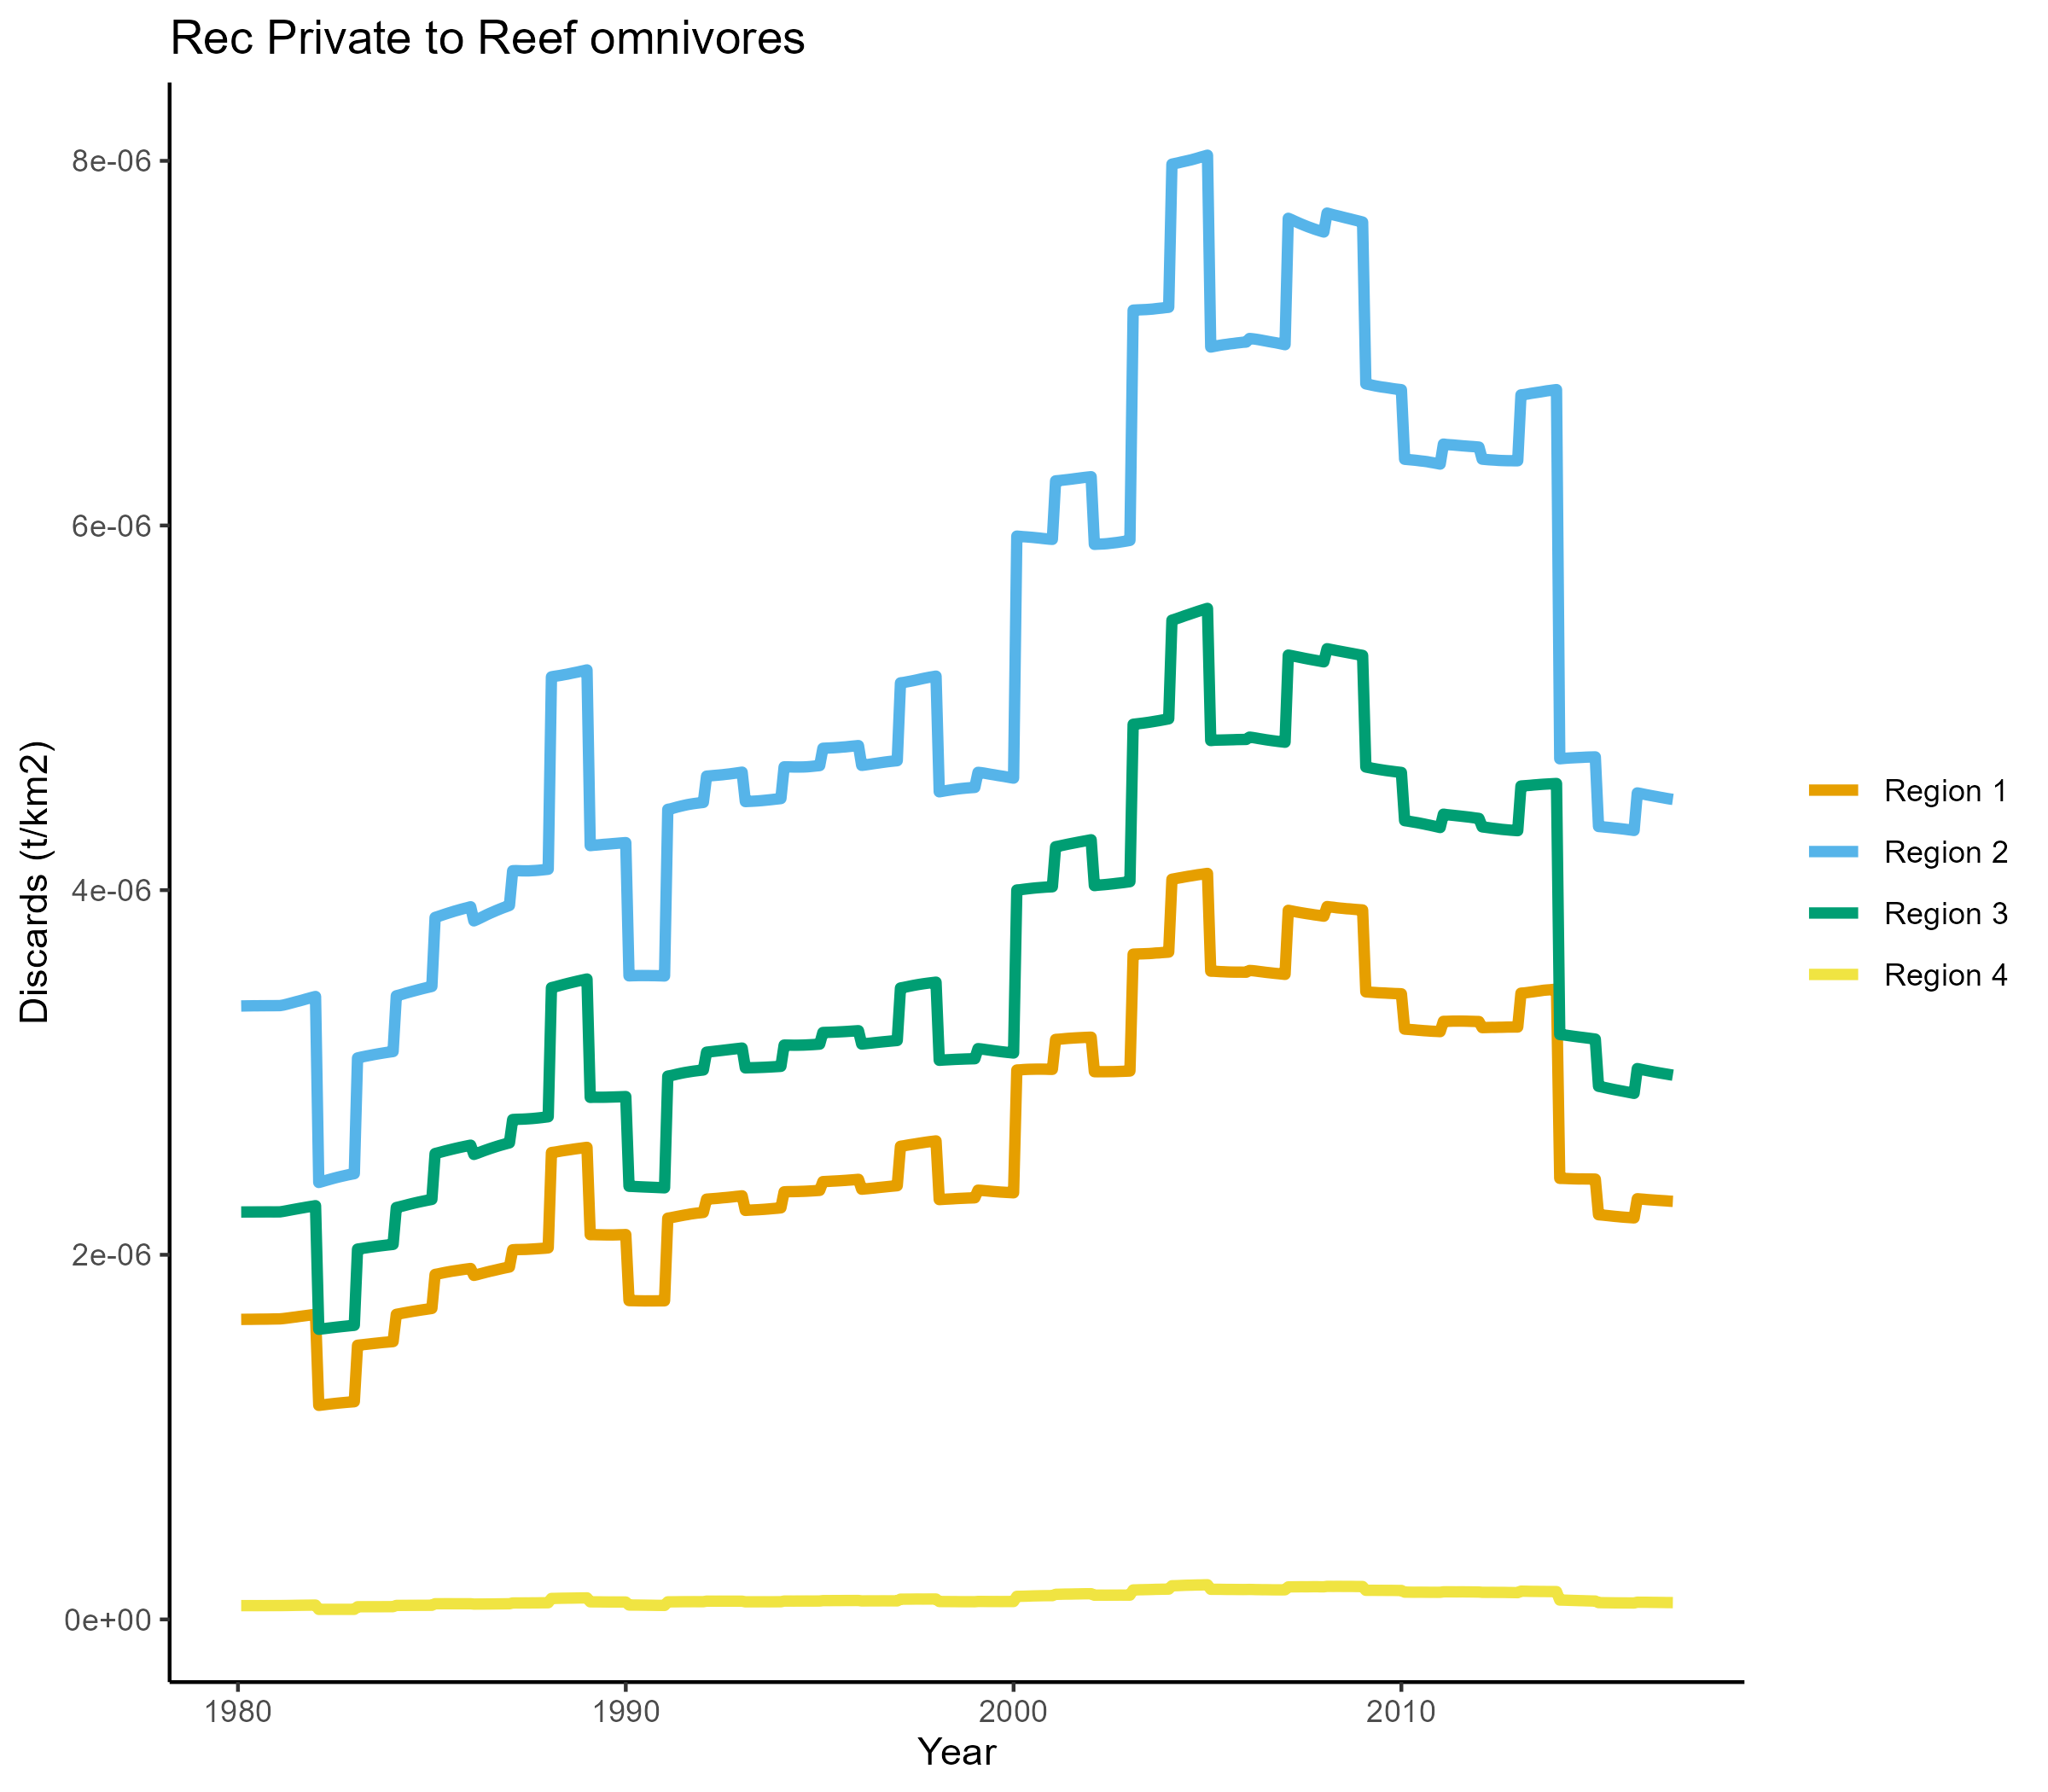 Rec Private to Reef omnivores
Discards (t/km2)
8e-06
6e-06
4e-06
2e-06
0e+00
1980
1990
2000
2010
Year
Region 1
Region 2
Region 3
Region 4